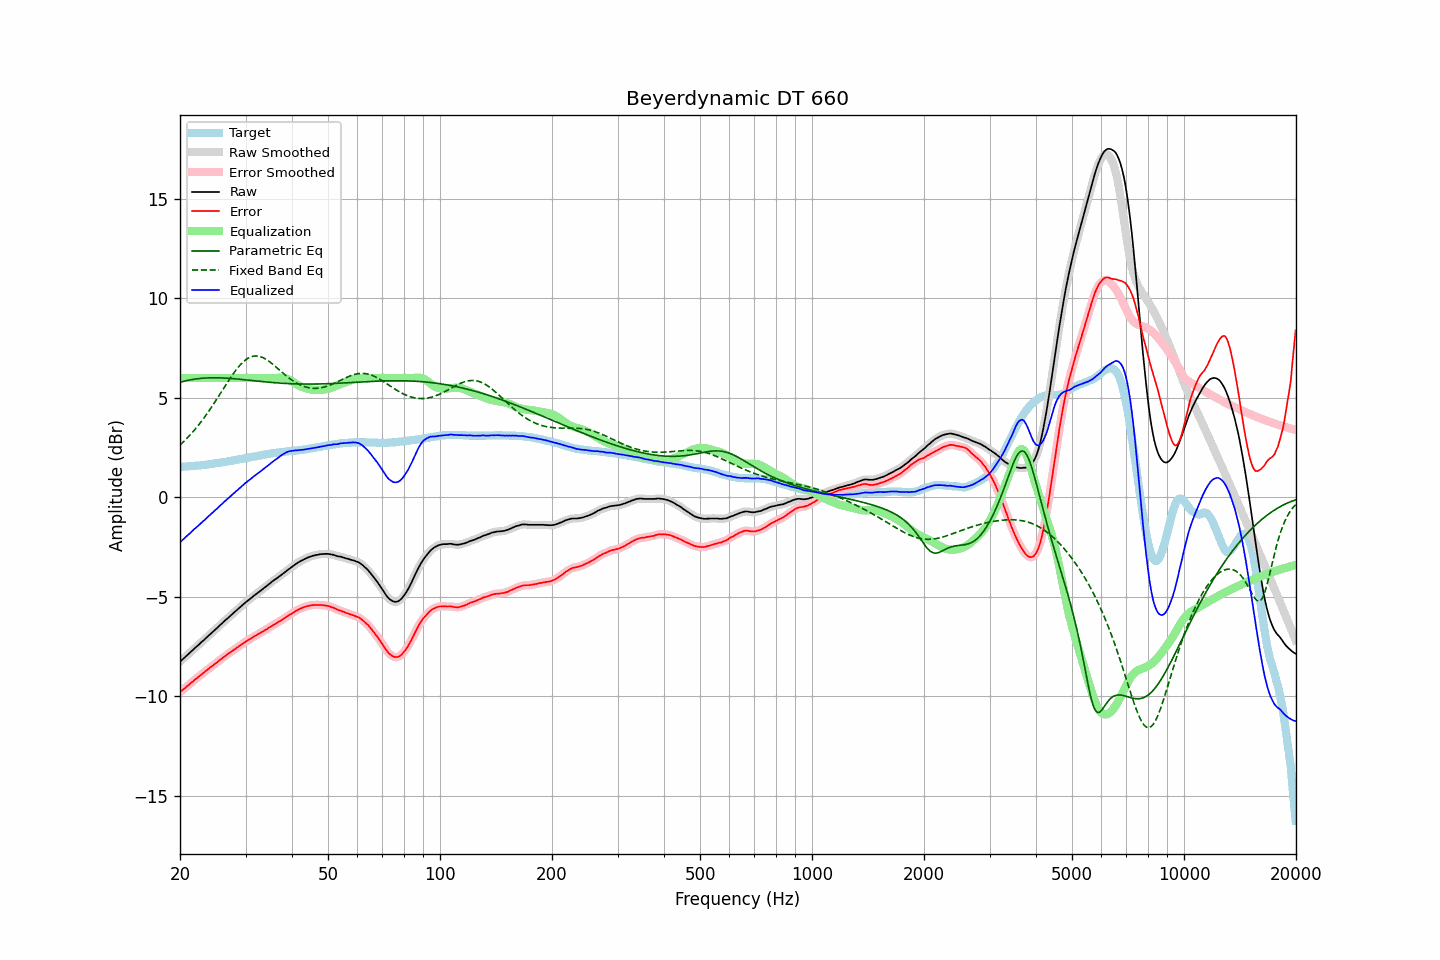 Beyerdynamic DT 660
Target
Raw Smoothed
Error Smoothed
Raw
Error
Equalization
Parametric Eq
Fixed Band Eq
Equalized
Amplitude (dBr)
15
10
5
0
−5
−10
−15
20
50
100
200
500
1000
2000
5000
10000
20000
Frequency (Hz)